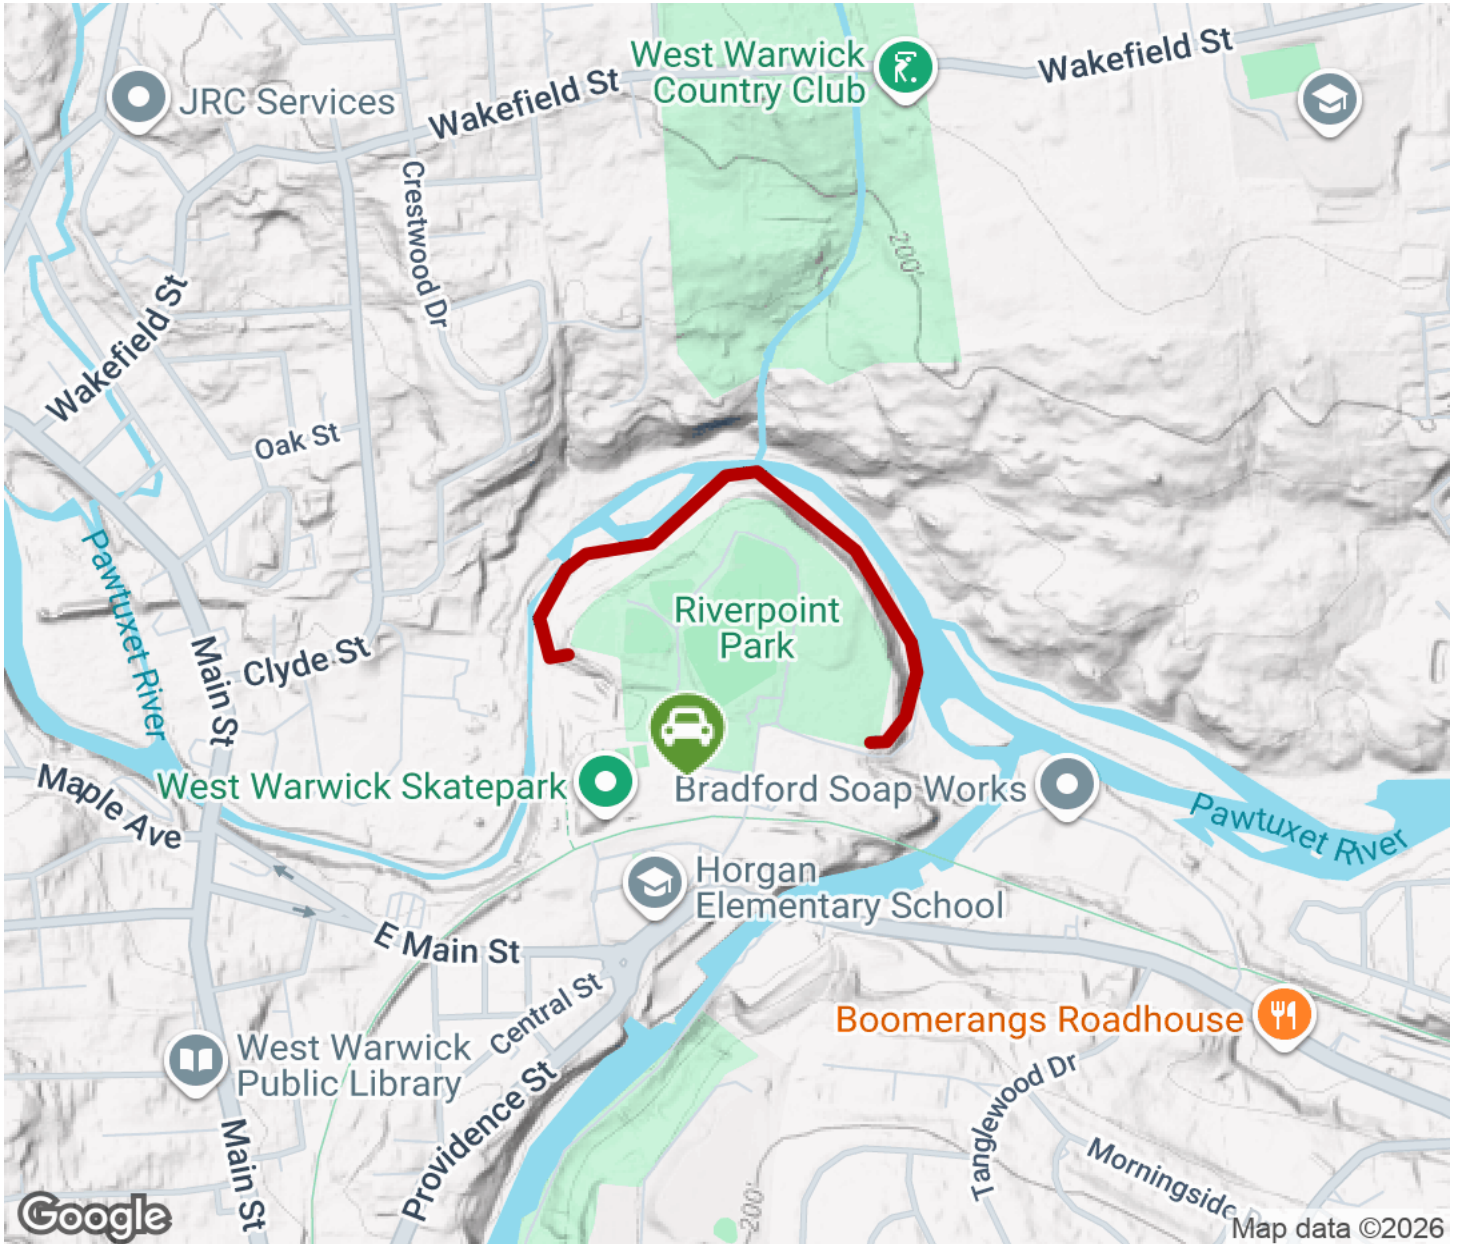 West Warwick
Country Club
Wakefield St
JRC Services
Wakefield St
Crestwood Dr
200'
Wakefield St
Oak St
Pawtuxet River
Main St
Clyde St
Riverpoint
Park
Maple Ave
West Warwick Skatepark
Bradford Soap Works
Pawtuxet River
Horgan
Elementary School
E Main St
Central St
Boomerangs Roadhouse
West Warwick
Public Library
Providence St
Tanglewood Dr
Main St
Morningside
200'
Google
Map data ©2026